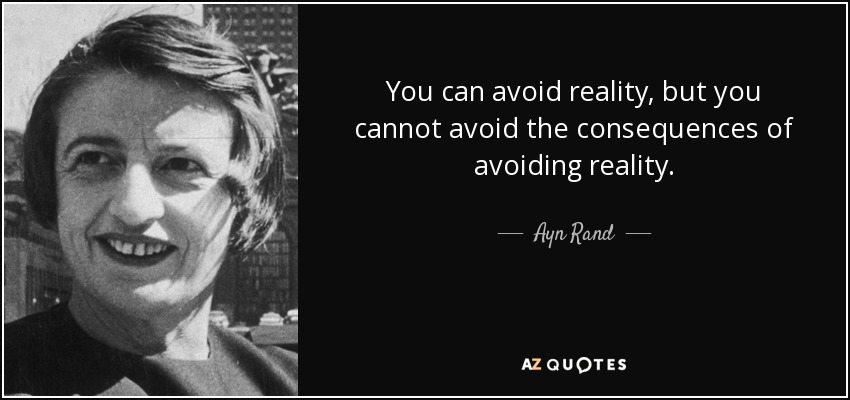 You can avoid reality, but you
cannot avoid the consequences of
avoiding reality.
Ayn Rand
AZ QUOTES